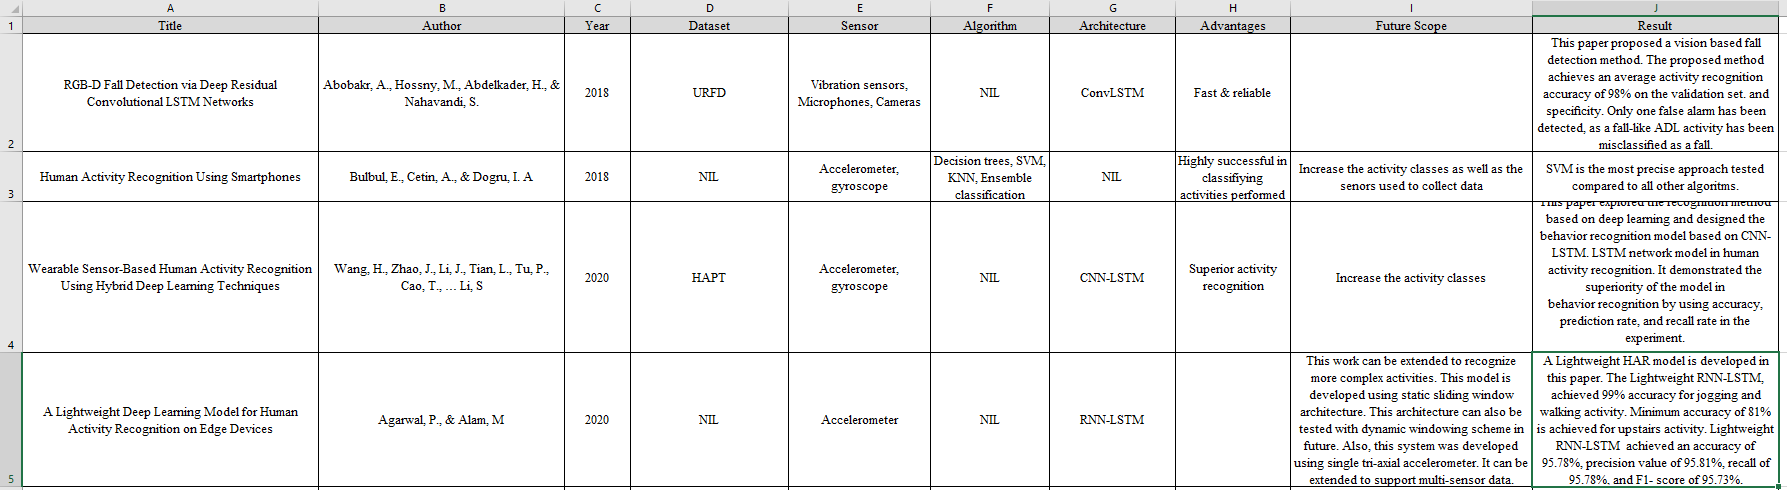 A B C D E F G H I J
1 Title Author Year Dataset Sensor Algorithm Architecture Advantages Future Scope Result
2
RGB-D Fall Detection via Deep Residual
Convolutional LSTM Networks
Abobakr, A., Hossny, M., Abdelkader, H., &
Nahavandi, S.
2018
URFD
Vibration sensors,
Microphones, Cameras
NIL
ConvLSTM
Fast & reliable
This paper proposed a vision based fall
detection method. The proposed method
achieves an average activity recognition
accuracy of 98% on the validation set. and
specificity. Only one false alarm has been
detected, as a fall-like ADL activity has been
misclassified as a fall.
3
Human Activity Recognition Using Smartphones
Bulbul, E., Cetin, A., & Dogru, I. A
2018
NIL
Accelerometer,
gyroscope
Decision trees, SVM,
KNN, Ensemble
classification
NIL
Highly successful in
classifiying
activities performed
Increase the activity classes as well as the
senors used to collect data
SVM is the most precise approach tested
compared to all other algoritms.
4
Wearable Sensor-Based Human Activity Recognition
Using Hybrid Deep Learning Techniques
Wang, H., Zhao, J., Li, J., Tian, L., Tu, P.,
Cao, T., ... Li, S
2020
HAPT
Accelerometer,
gyroscope
NIL
CNN-LSTM
Superior activity
recognition
Increase the activity classes
This paper explored the recognition method
based on deep learning and designed the
behavior recognition model based on CNN-
LSTM. LSTM network model in human
activity recognition. It demonstrated the
superiority of the model in
behavior recognition by using accuracy,
prediction rate, and recall rate in the
experiment.
5
A Lightweight Deep Learning Model for Human
Activity Recognition on Edge Devices
Agarwal, P., & Alam, M
2020
NIL
Accelerometer
NIL
RNN-LSTM
This work can be extended to recognize
more complex activities. This model is
developed using static sliding window
architecture. This architecture can also be
tested with dynamic windowing scheme in
future. Also, this system was developed
using single tri-axial accelerometer. It can be
extended to support multi-sensor data.
A Lightweight HAR model is developed in
this paper. The Lightweight RNN-LSTM,
achieved 99% accuracy for jogging and
walking activity. Minimum accuracy of 81%
is achieved for upstairs activity. Lightweight
RNN-LSTM achieved an accuracy of
95.78%, precision value of 95.81%, recall of
95.78%, and F1- score of 95.73%.